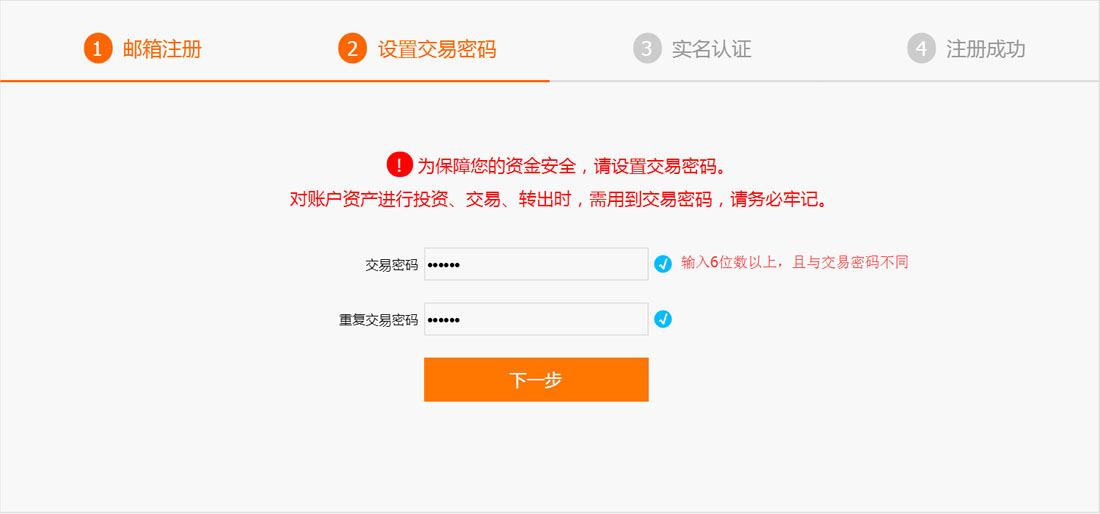 1 邮箱注册 2 设置交易密码 3 实名认证 4 注册成功
! 为保障您的资金安全，请设置交易密码。
对账户资产进行投资、交易、转出时，需用到交易密码，请务必牢记。
交易密码 •••••• 输入6位数以上，且与交易密码不同
重复交易密码 ••••••
下一步